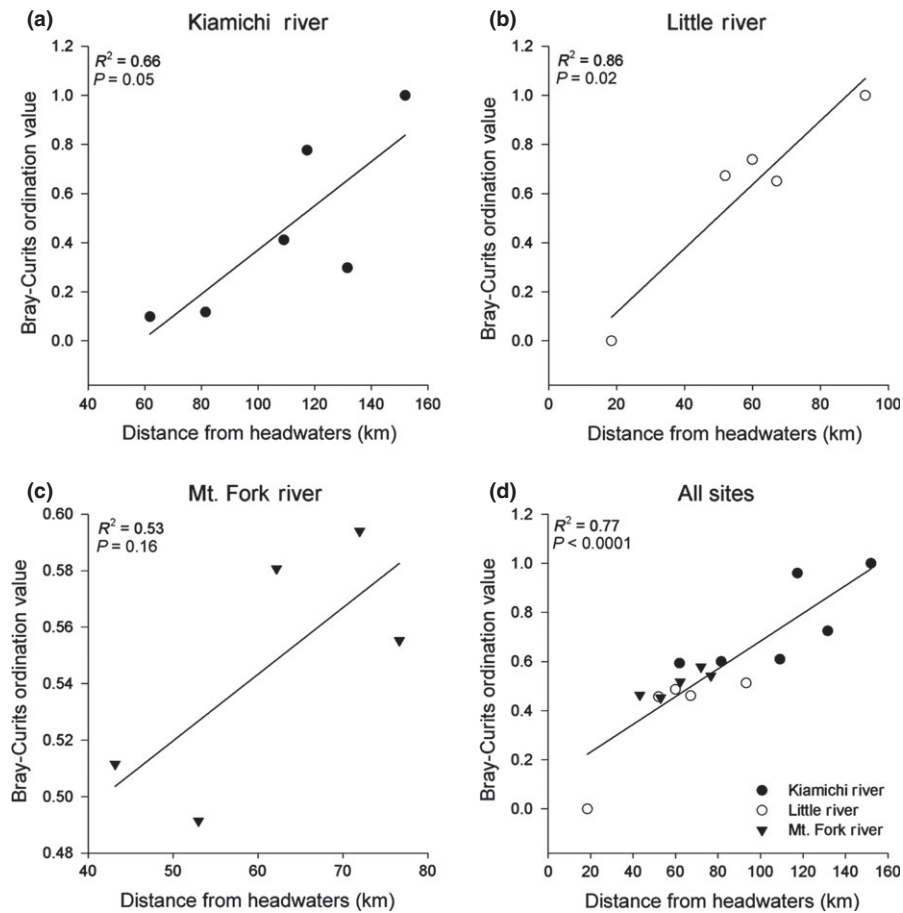 (a)
Kiamichi river
R² = 0.66
P = 0.05
Bray-Curits ordination value
1.2
1.0
0.8
0.6
0.4
0.2
0.0
40 60 80 100 120 140 160
Distance from headwaters (km)
(b)
Little river
R² = 0.86
P = 0.02
Bray-Curits ordination value
1.2
1.0
0.8
0.6
0.4
0.2
0.0
0 20 40 60 80 100
Distance from headwaters (km)
(c)
Mt. Fork river
R² = 0.53
P = 0.16
Bray-Curits ordination value
0.60
0.58
0.56
0.54
0.52
0.50
0.48
40 50 60 70 80
Distance from headwaters (km)
(d)
All sites
R² = 0.77
P < 0.0001
Bray-Curits ordination value
1.2
1.0
0.8
0.6
0.4
0.2
0.0
Kiamichi river
Little river
Mt. Fork river
0 20 40 60 80 100 120 140 160
Distance from headwaters (km)